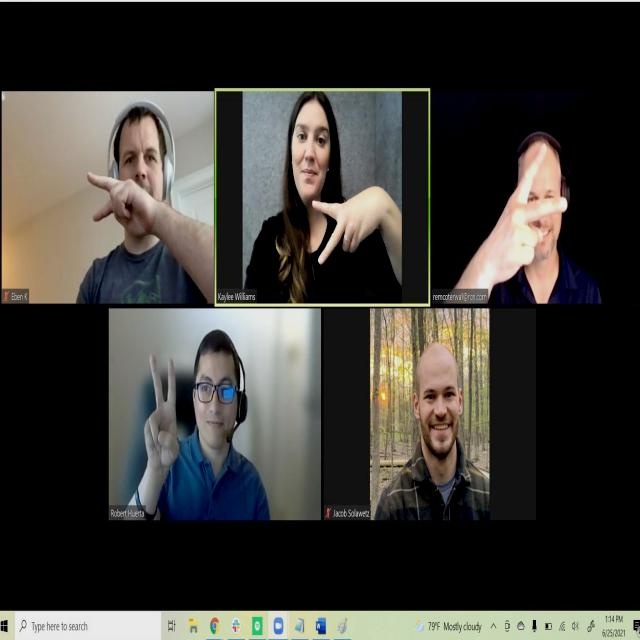 Eben K
Kaylee Williams
Robert Huerta
Jacob Solawetz
Type here to search
79°F Mostly cloudy
1:14 PM
6/25/2021